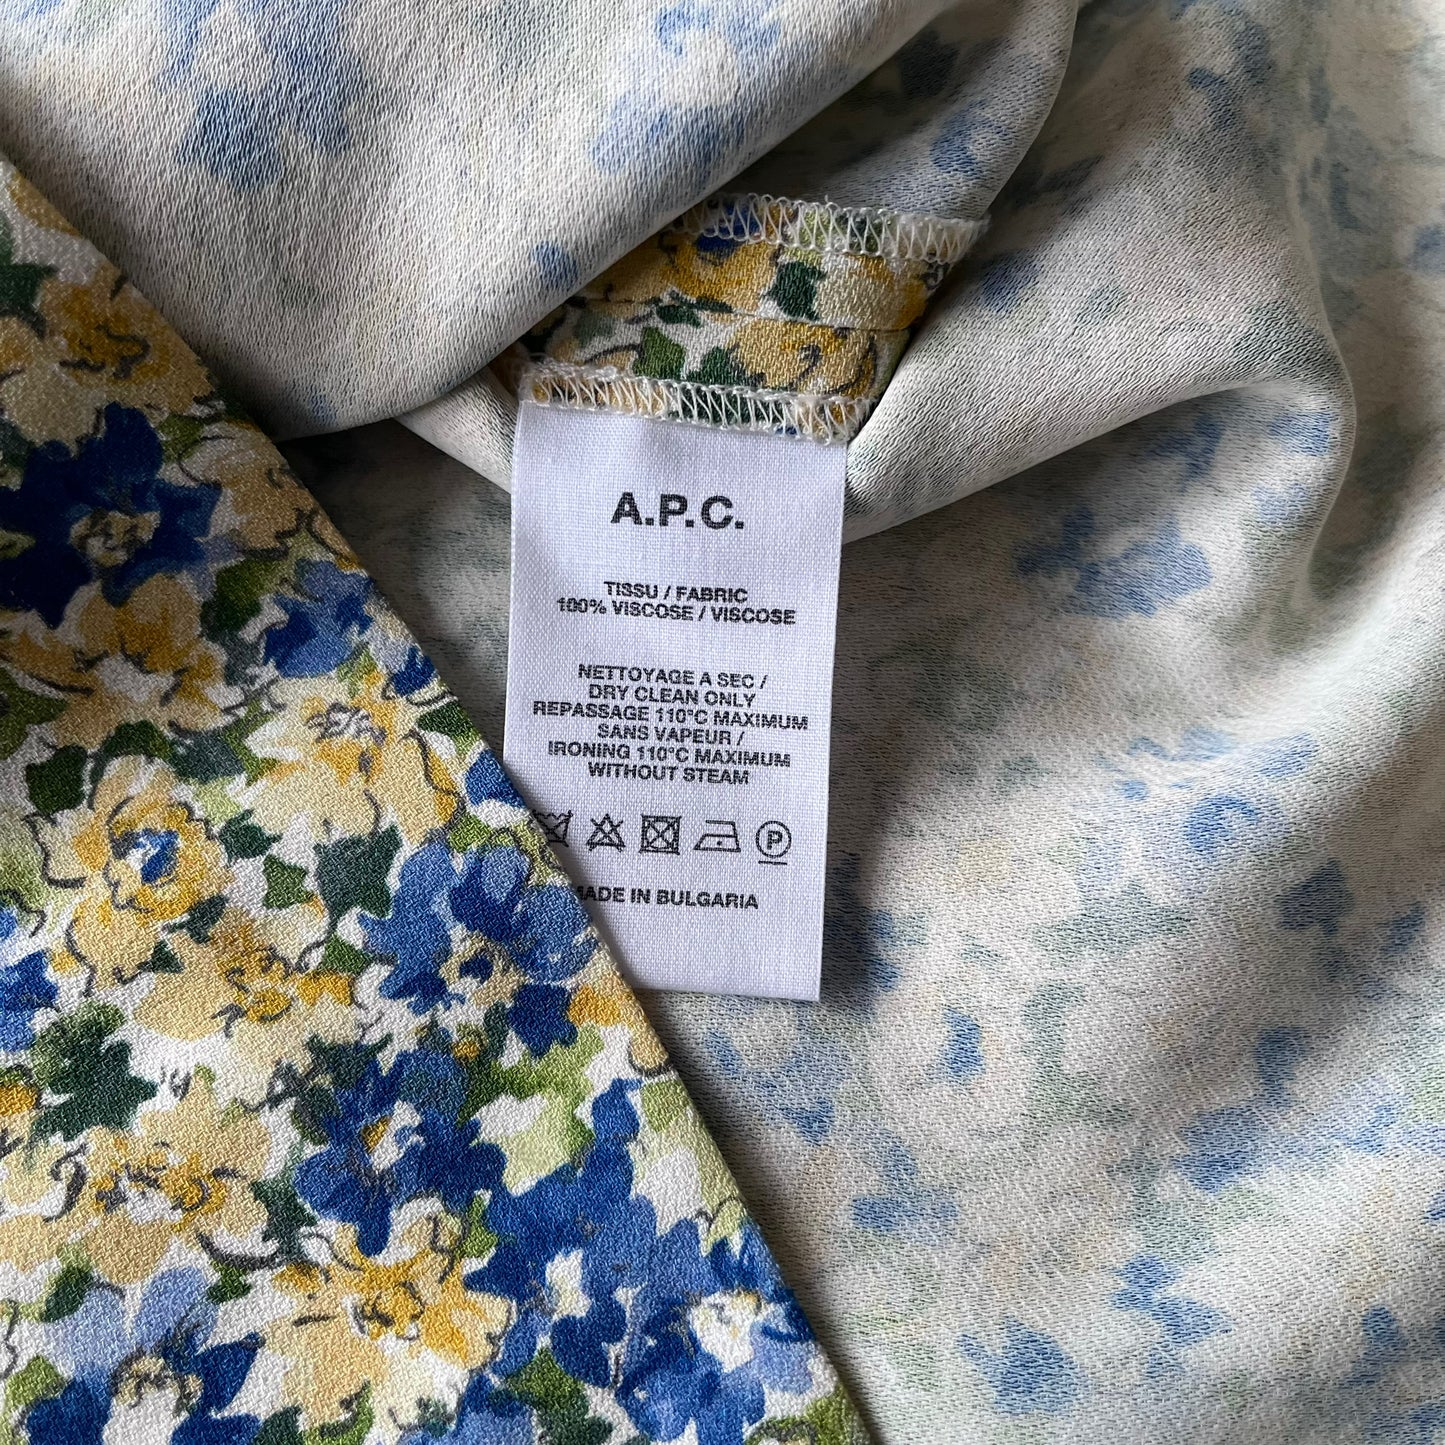 A.P.C.
TISSU / FABRIC
100% VISCOSE / VISCOSE
NETTOYAGE A SEC /
DRY CLEAN ONLY
REPASSAGE 110°C MAXIMUM
SANS VAPEUR /
IRONING 110°C MAXIMUM
WITHOUT STEAM
P
MADE IN BULGARIA